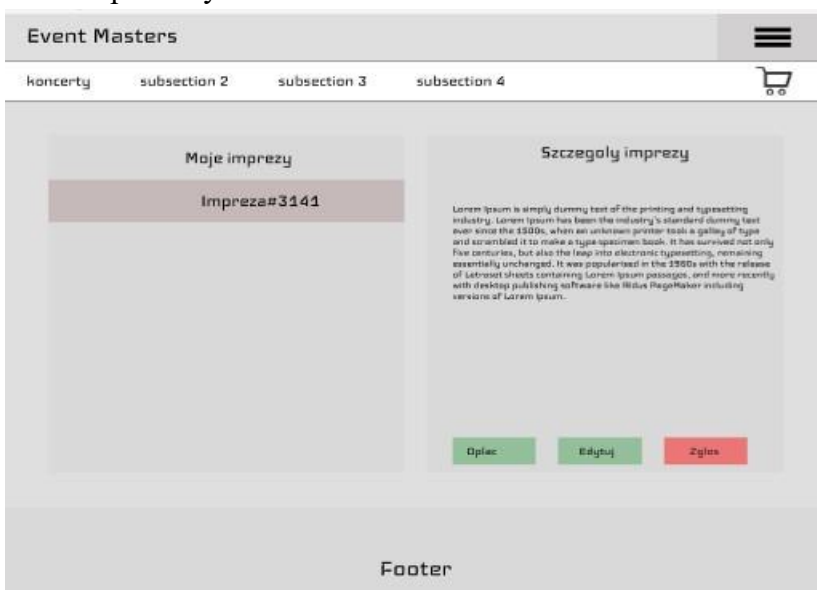 Event Masters
koncerty subsection 2 subsection 3 subsection 4
Moje imprezy
Impreza#3141
Szczegoly imprezy
Lorem Ipsum is simply dummy text of the printing and typesetting
industry. Lorem Ipsum has been the industry's standard dummy text
ever since the 1500s, when an unknown printer took a galley of type
and scrambled it to make a type specimen book. It has survived not only
five centuries, but also the leap into electronic typesetting, remaining
essentially unchanged. It was popularised in the 1960s with the release
of Letraset sheets containing Lorem Ipsum passages, and more recently
with desktop publishing software like Aldus PageMaker including
versions of Lorem Ipsum.
Oplac Edytuj Zglos
Footer